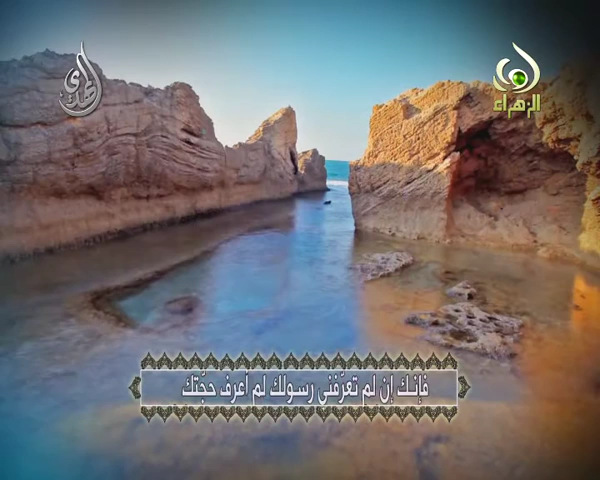 الزهراء
فإنك إن لم تعرّفني رسولك لم أعرف حجّتك